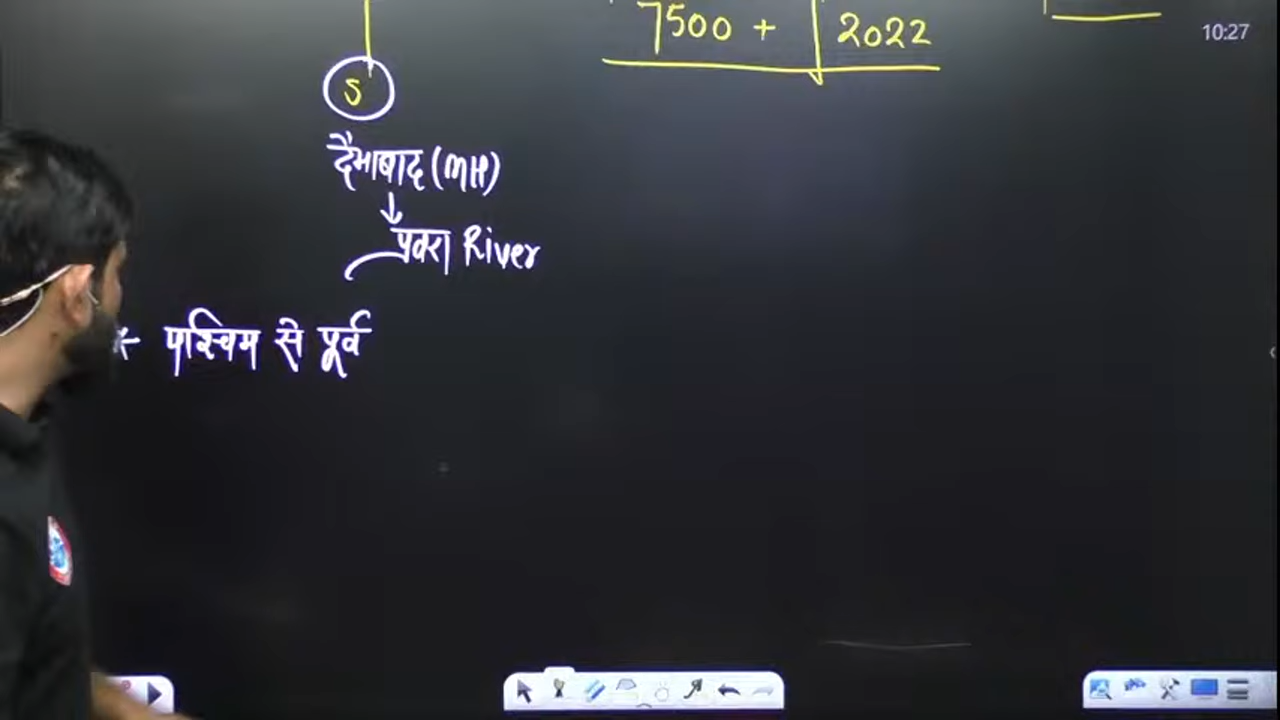 7500 + 2022
10:27
S
दैमाबाद (MH)
प्रवरा River
* पश्चिम से पूर्व